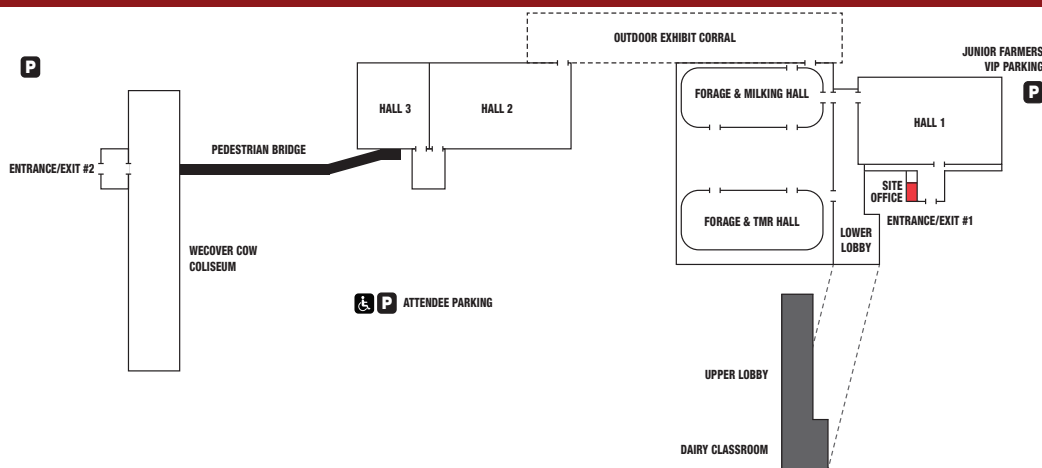 OUTDOOR EXHIBIT CORRAL
JUNIOR FARMERS
VIP PARKING
P
P
HALL 3
HALL 2
FORAGE & MILKING HALL
HALL 1
PEDESTRIAN BRIDGE
ENTRANCE/EXIT #2
SITE
OFFICE
ENTRANCE/EXIT #1
FORAGE & TMR HALL
LOWER
LOBBY
WECOVER COW
COLISEUM
P ATTENDEE PARKING
UPPER LOBBY
DAIRY CLASSROOM